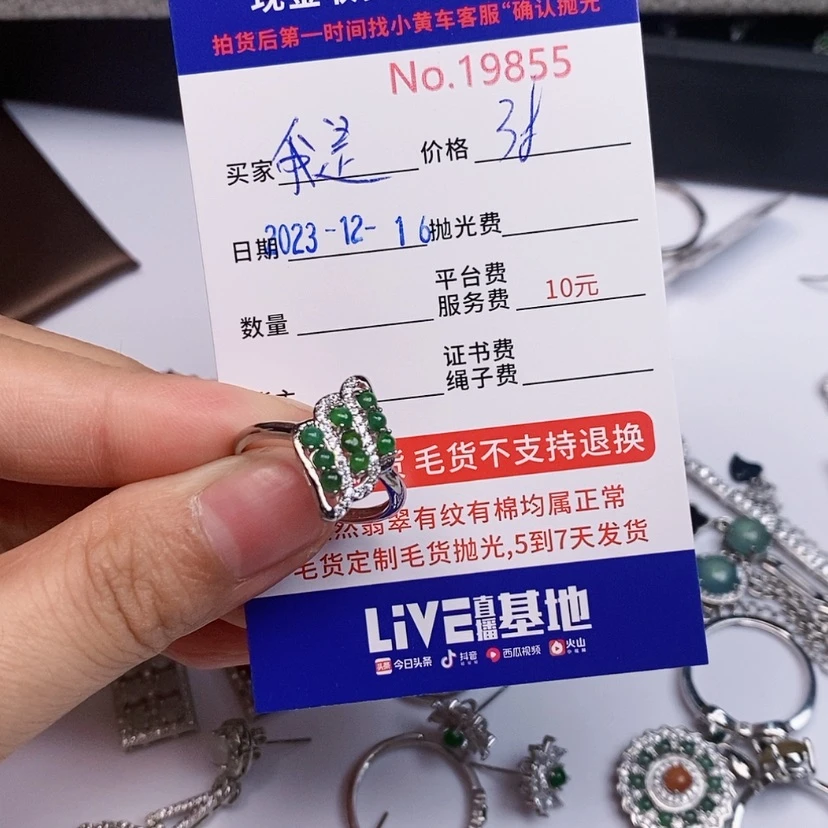 拍货后第一时间找小黄车客服“确认抛光
No.19855
买家 价格
日期 2023-12-16 抛光费
数量
平台费
服务费 10元
证书费
绳子费
毛货不支持退换
然翡翠有纹有棉均属正常
毛货定制毛货抛光,5到7天发货
LiVE直播基地
头条 今日头条 抖音 西瓜视频 火山